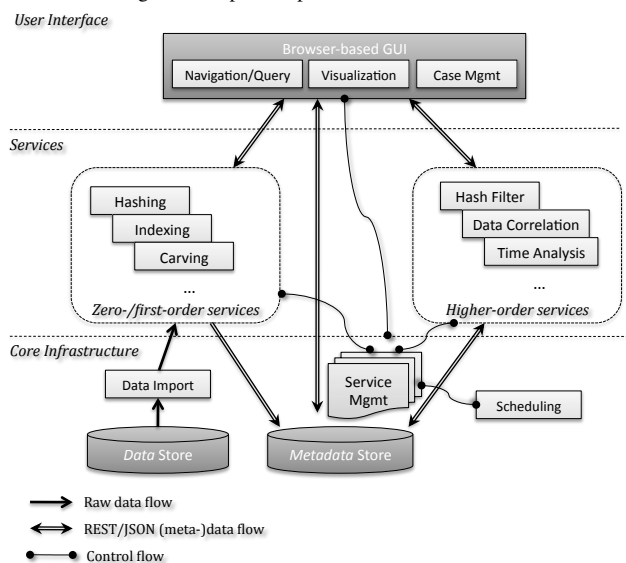 User Interface
Browser-based GUI
Navigation/Query
Visualization
Case Mgmt
Services
Hashing
Indexing
Carving
...
Zero-/first-order services
Hash Filter
Data Correlation
Time Analysis
...
Higher-order services
Core Infrastructure
Data Import
Service
Mgmt
Scheduling
Data Store
Metadata Store
Raw data flow
REST/JSON (meta-)data flow
Control flow